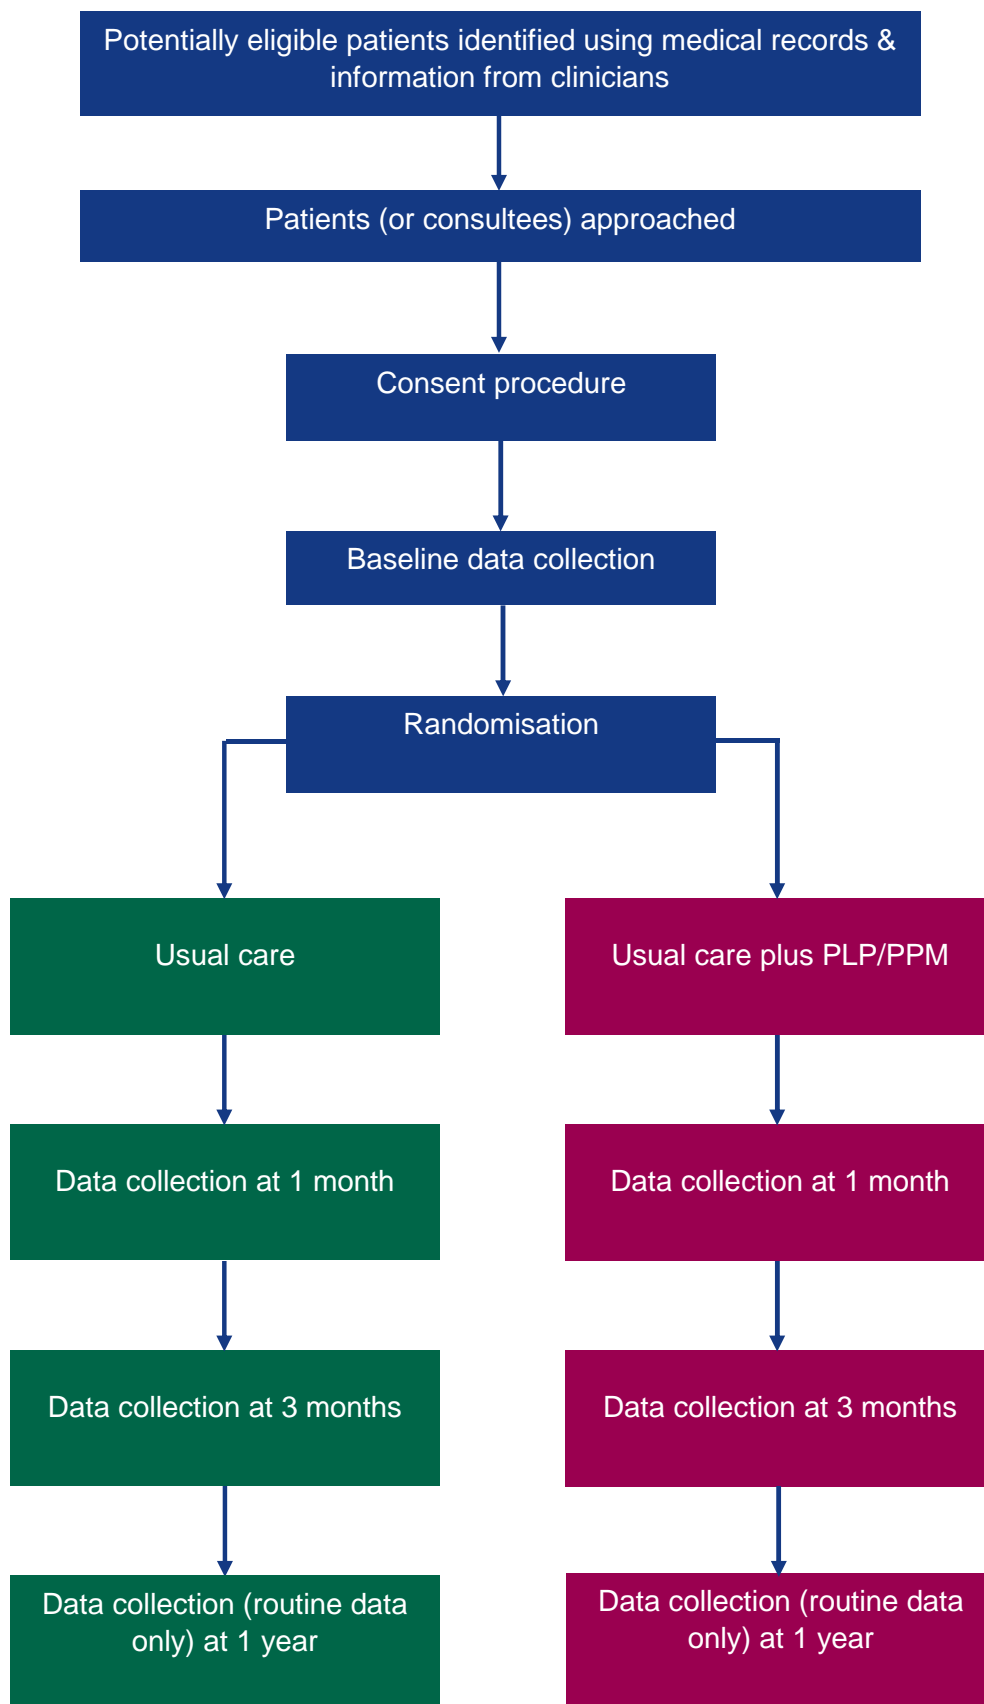 Potentially eligible patients identified using medical records &
information from clinicians
Patients (or consultees) approached
Consent procedure
Baseline data collection
Randomisation
Usual care
Usual care plus PLP/PPM
Data collection at 1 month
Data collection at 1 month
Data collection at 3 months
Data collection at 3 months
Data collection (routine data
only) at 1 year
Data collection (routine data
only) at 1 year